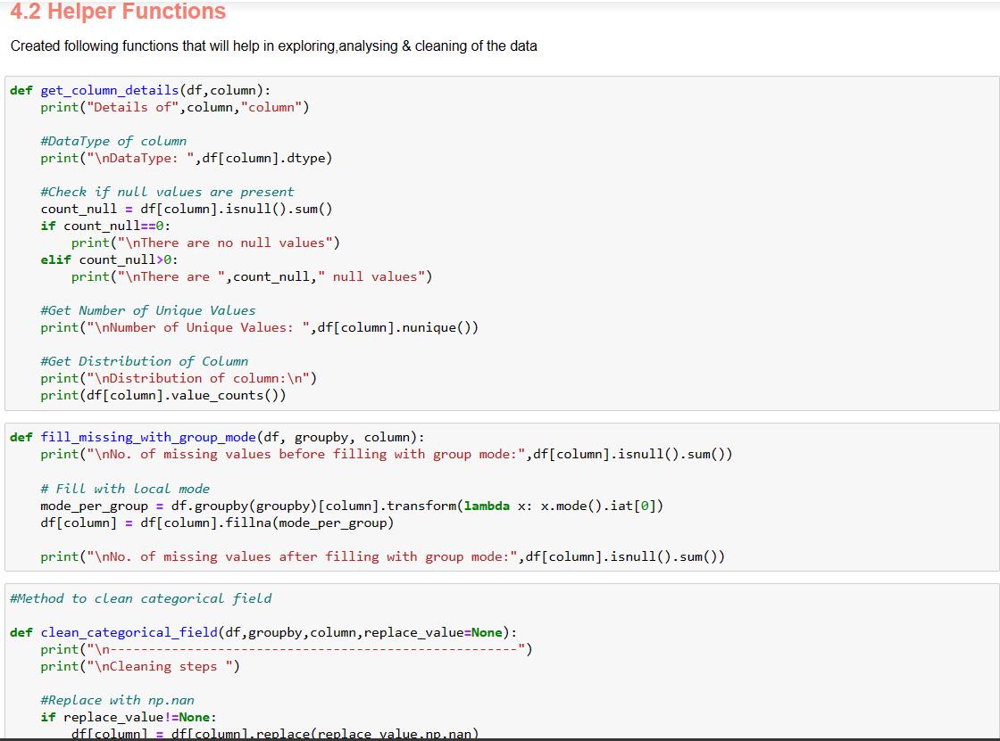 4.2 Helper Functions
Created following functions that will help in exploring,analysing & cleaning of the data
def get_column_details(df,column):
    print("Details of",column,"column")
    #DataType of column
    print("\nDataType: ",df[column].dtype)
    #Check if null values are present
    count_null = df[column].isnull().sum()
    if count_null==0:
        print("\nThere are no null values")
    elif count_null>0:
        print("\nThere are ",count_null," null values")
    #Get Number of Unique Values
    print("\nNumber of Unique Values: ",df[column].nunique())
    #Get Distribution of Column
    print("\nDistribution of column:\n")
    print(df[column].value_counts())
def fill_missing_with_group_mode(df, groupby, column):
    print("\nNo. of missing values before filling with group mode:",df[column].isnull().sum())
    # Fill with local mode
    mode_per_group = df.groupby(groupby)[column].transform(lambda x: x.mode().iat[0])
    df[column] = df[column].fillna(mode_per_group)
    print("\nNo. of missing values after filling with group mode:",df[column].isnull().sum())
#Method to clean categorical field
def clean_categorical_field(df,groupby,column,replace_value=None):
    print("\n-----------------------------------------------------")
    print("\nCleaning steps ")
    #Replace with np.nan
    if replace_value!=None:
        df[column] = df[column].replace(replace_value,np.nan)